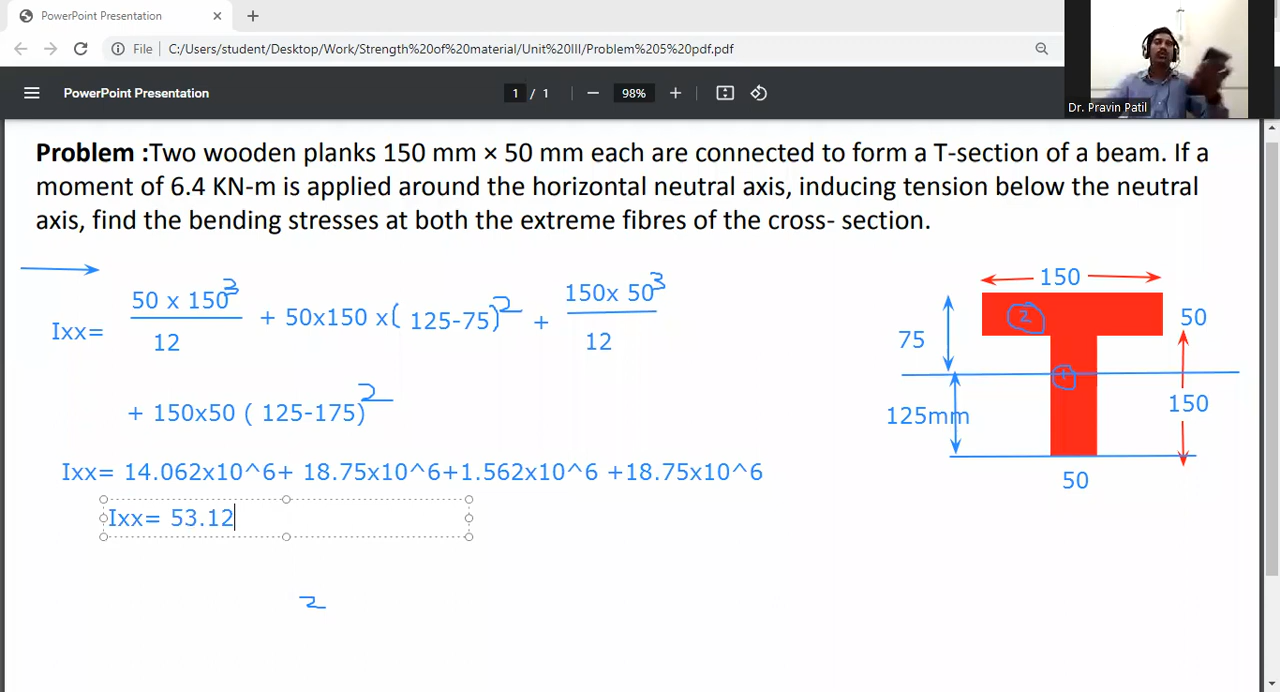 PowerPoint Presentation
File C:/Users/student/Desktop/Work/Strength%20of%20material/Unit%20III/Problem%205%20pdf.pdf
PowerPoint Presentation 1 / 1 98%
Dr. Pravin Patil
Problem :Two wooden planks 150 mm × 50 mm each are connected to form a T-section of a beam. If a
moment of 6.4 KN-m is applied around the horizontal neutral axis, inducing tension below the neutral
axis, find the bending stresses at both the extreme fibres of the cross- section.
Ixx= 50 x 150^3 / 12 + 50x150 x( 125-75)^2 + 150x 50^3 / 12
+ 150x50 ( 125-175)^2
Ixx= 14.062x10^6+ 18.75x10^6+1.562x10^6 +18.75x10^6
Ixx= 53.12
2
150
2
50
75
1
125mm
150
50